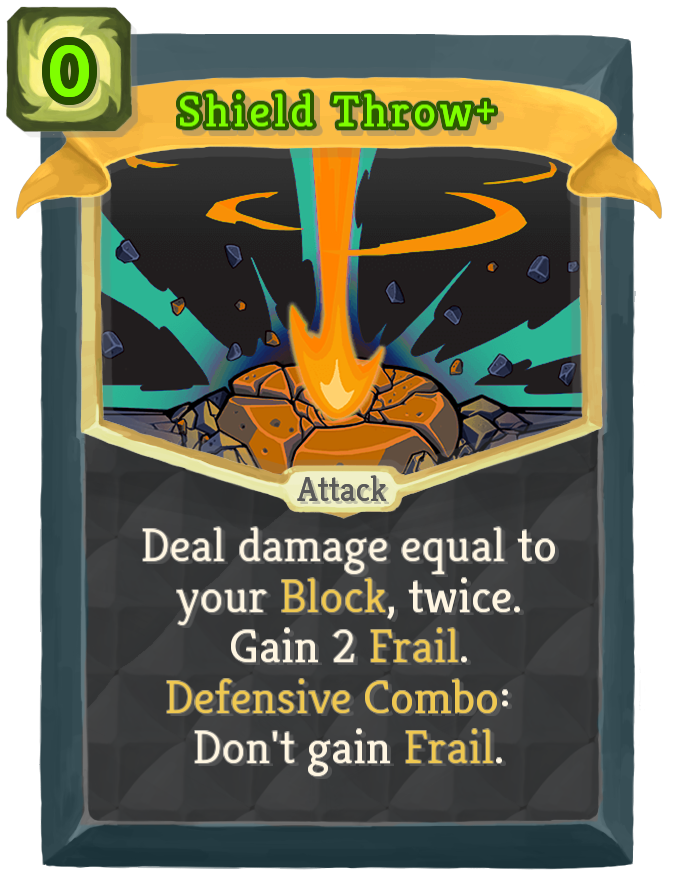 0
Shield Throw+
Attack
Deal damage equal to
your Block, twice.
Gain 2 Frail.
Defensive Combo:
Don't gain Frail.